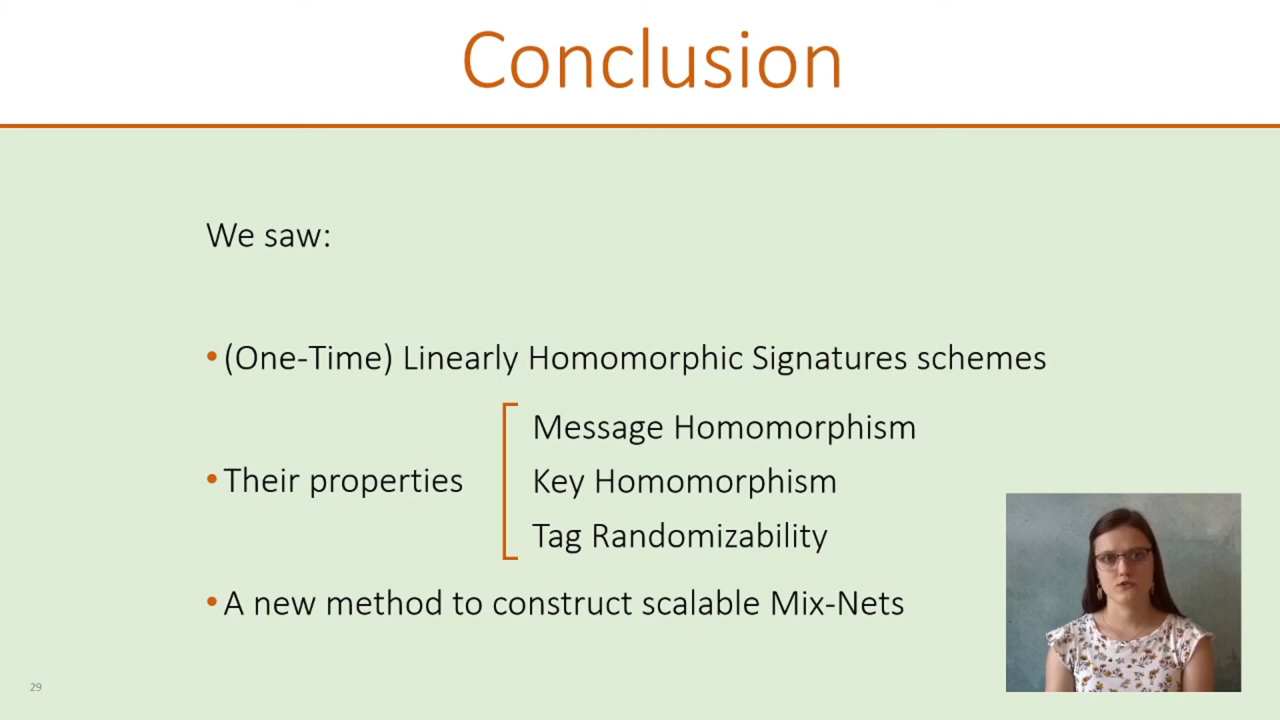 Conclusion
We saw:
•(One-Time) Linearly Homomorphic Signatures schemes
Message Homomorphism
•Their properties
Key Homomorphism
Tag Randomizability
•A new method to construct scalable Mix-Nets
29